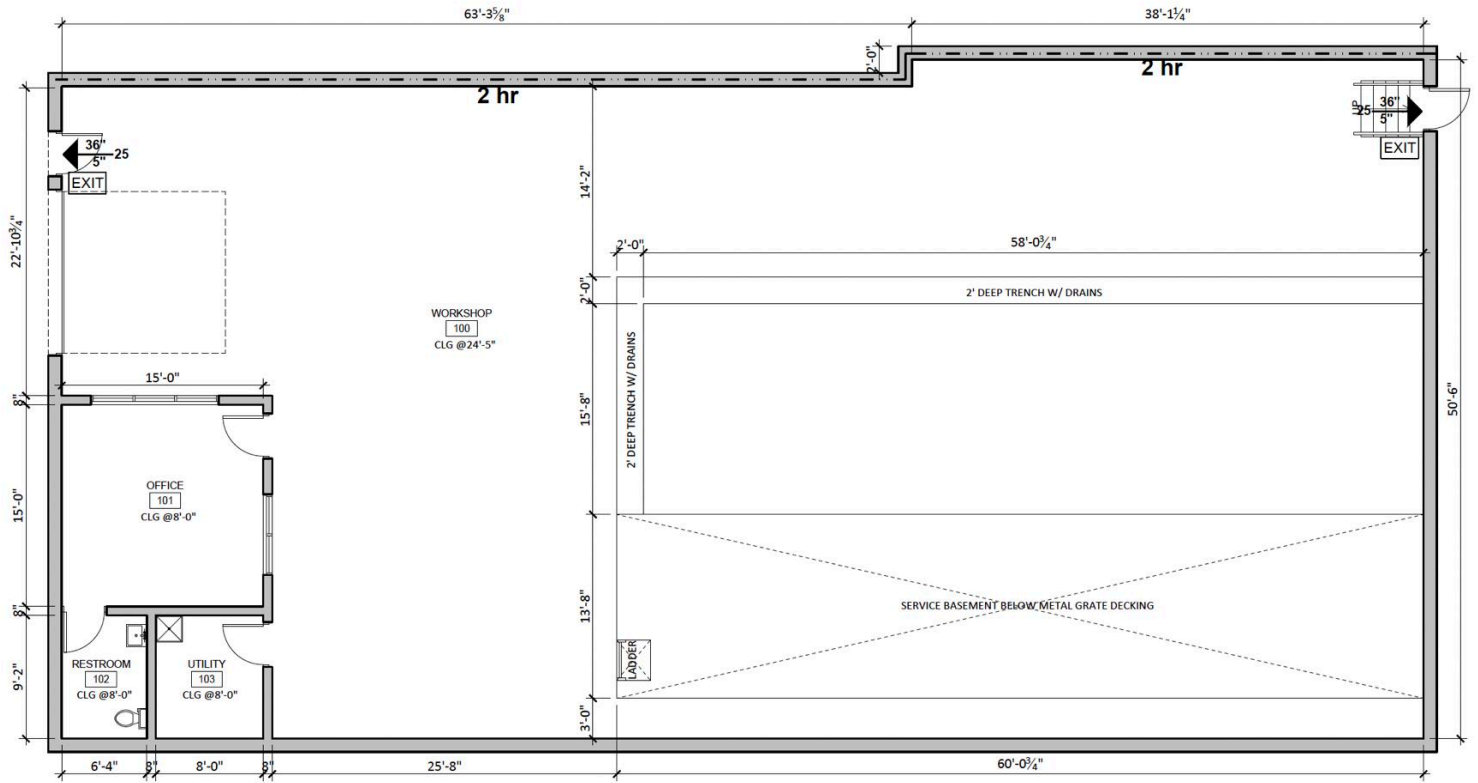 63'-3⅝"
38'-1¼"
2'-0"
2 hr
2 hr
UP
36"
5"
25
EXIT
36"
5"
25
EXIT
22'-10¾"
14'-2"
2'-0"
58'-0¾"
2'-0"
2' DEEP TRENCH W/ DRAINS
WORKSHOP
100
CLG @24'-5"
2' DEEP TRENCH W/ DRAINS
15'-8"
50'-6"
15'-0"
8"
OFFICE
101
CLG @8'-0"
15'-0"
8"
13'-8"
SERVICE BASEMENT BELOW METAL GRATE DECKING
LADDER
RESTROOM
102
CLG @8'-0"
UTILITY
103
CLG @8'-0"
9'-2"
3'-0"
6'-4"
8"
8'-0"
8"
25'-8"
60'-0¾"